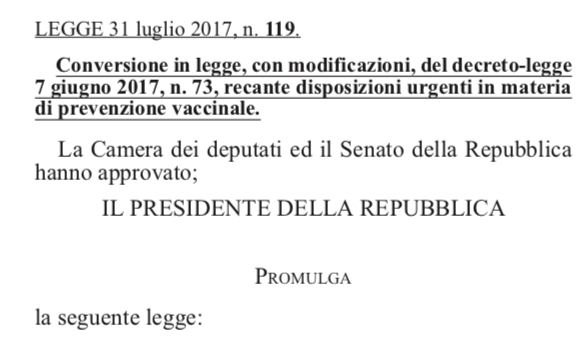 LEGGE 31 luglio 2017, n. 119.
Conversione in legge, con modificazioni, del decreto-legge
7 giugno 2017, n. 73, recante disposizioni urgenti in materia
di prevenzione vaccinale.
La Camera dei deputati ed il Senato della Repubblica
hanno approvato;
IL PRESIDENTE DELLA REPUBBLICA
PROMULGA
la seguente legge: